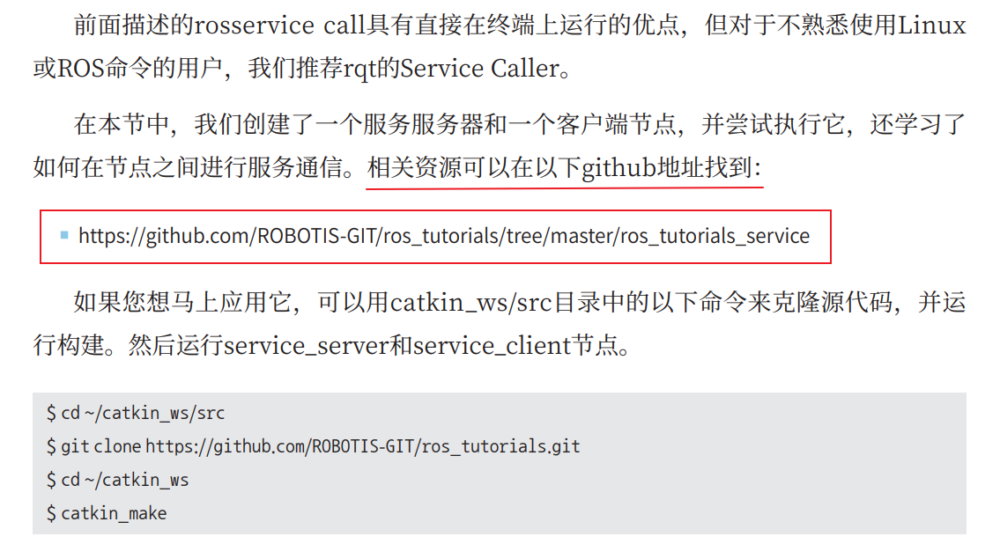 前面描述的rosservice call具有直接在终端上运行的优点，但对于不熟悉使用Linux
或ROS命令的用户，我们推荐rqt的Service Caller。
在本节中，我们创建了一个服务服务器和一个客户端节点，并尝试执行它，还学习了
如何在节点之间进行服务通信。相关资源可以在以下github地址找到：
https://github.com/ROBOTIS-GIT/ros_tutorials/tree/master/ros_tutorials_service
如果您想马上应用它，可以用catkin_ws/src目录中的以下命令来克隆源代码，并运
行构建。然后运行service_server和service_client节点。
$ cd ~/catkin_ws/src
$ git clone https://github.com/ROBOTIS-GIT/ros_tutorials.git
$ cd ~/catkin_ws
$ catkin_make